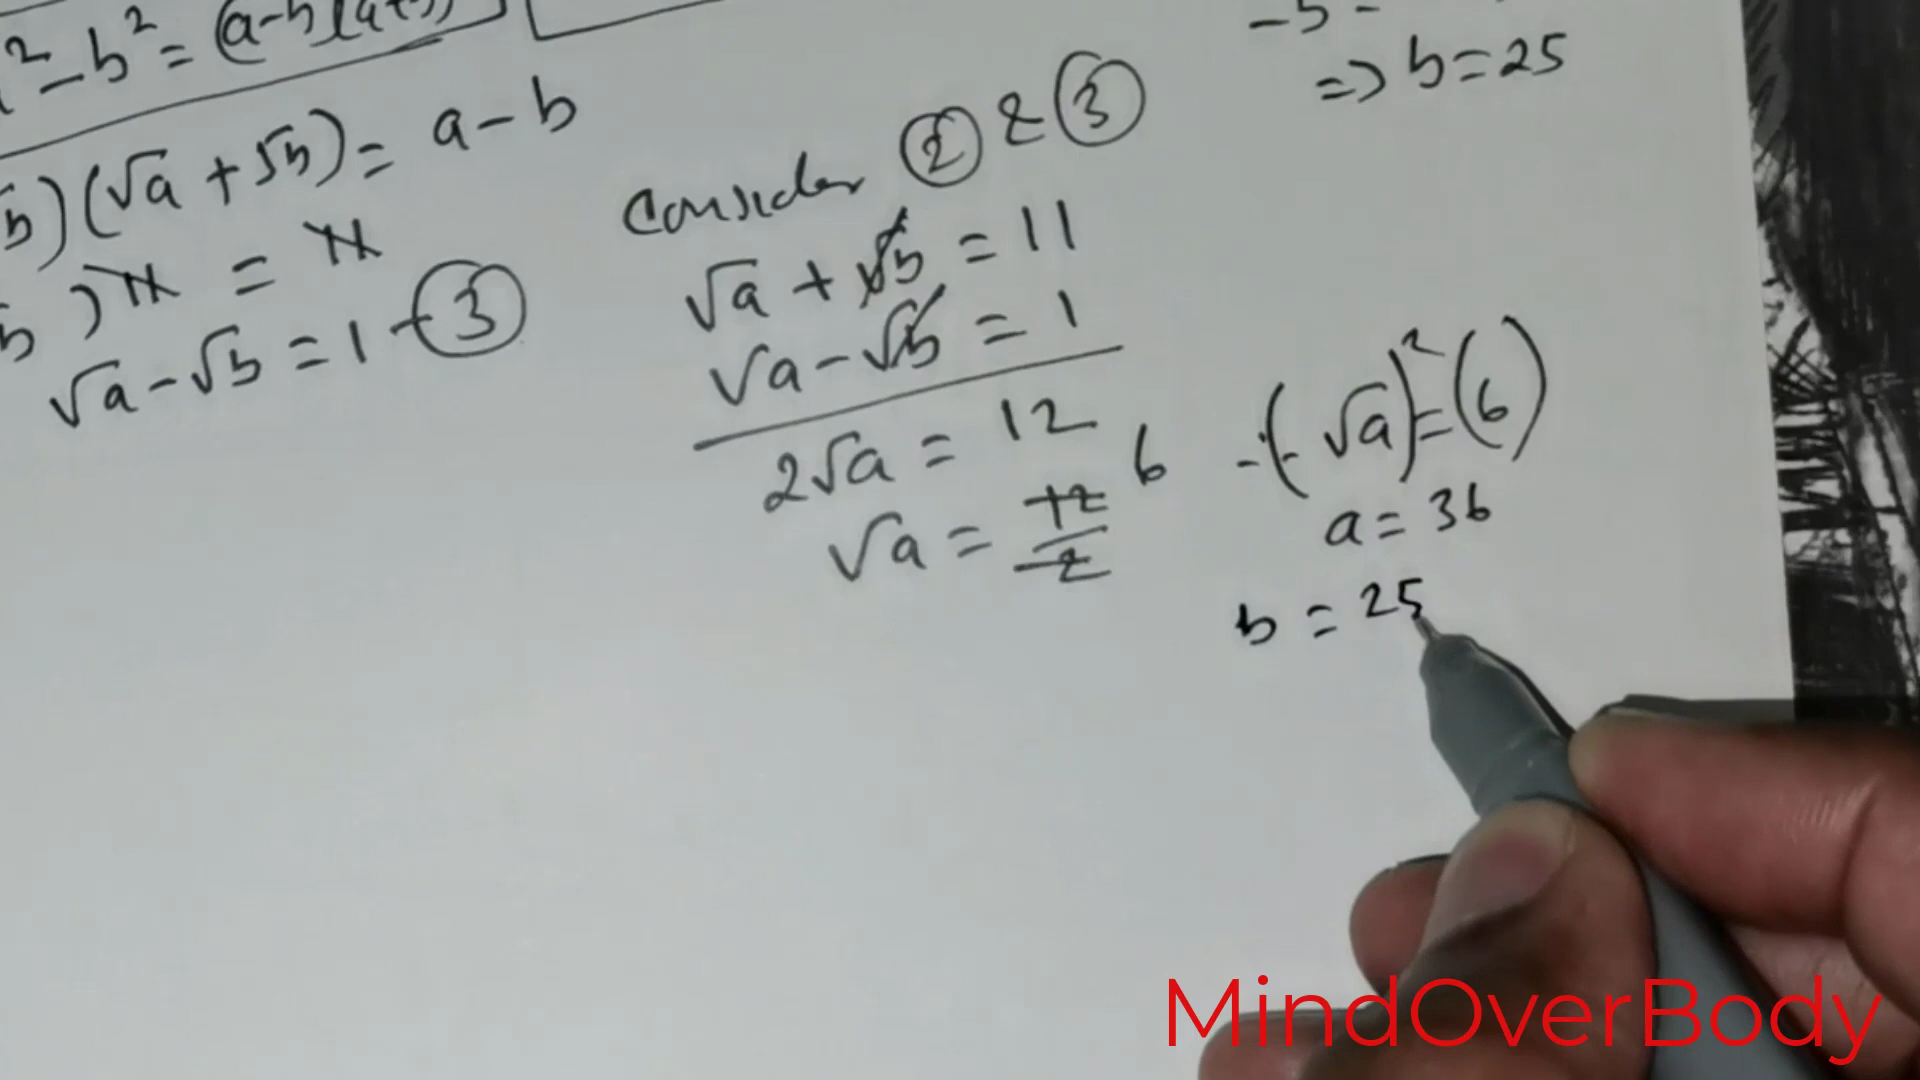 ² - b² = (a-b)(a+b)
b)(√a + √b) = a - b
b) 11 = 11
√a - √b = 1 - ③
Consider ② & ③
√a + √b = 11
√a - √b = 1
2√a = 12
√a = 12/2 6
-b =
=> b = 25
(√a)² = (6)
a = 36
b = 25
MindOverBody